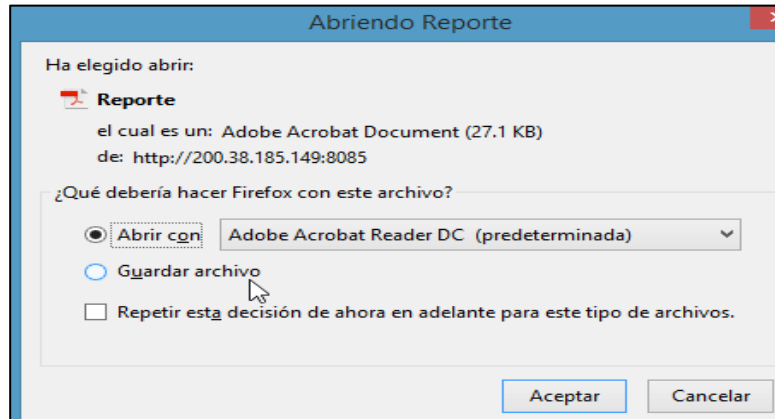 Abriendo Reporte
Ha elegido abrir:
Reporte
el cual es un: Adobe Acrobat Document (27.1 KB)
de: http://200.38.185.149:8085
¿Qué debería hacer Firefox con este archivo?
Abrir con Adobe Acrobat Reader DC (predeterminada)
Guardar archivo
Repetir esta decisión de ahora en adelante para este tipo de archivos.
Aceptar Cancelar